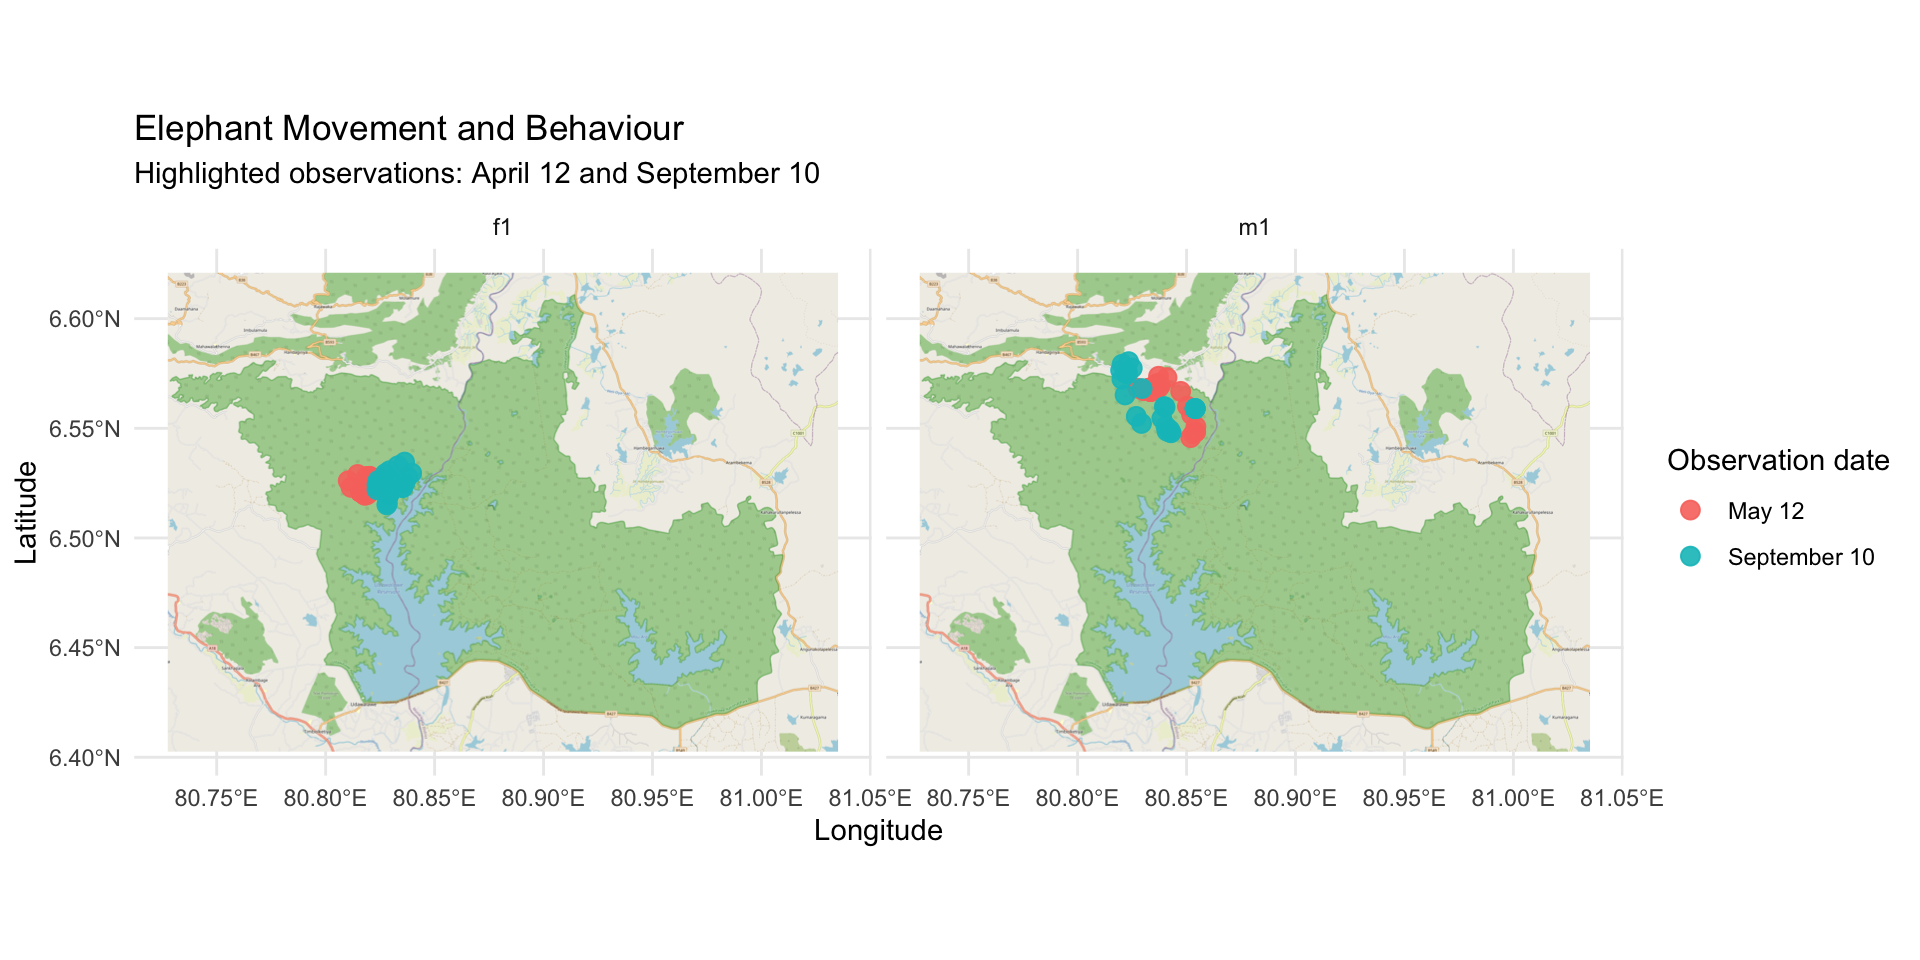 Elephant Movement and Behaviour
Highlighted observations: April 12 and September 10
f1
m1
Latitude
6.60°N
6.55°N
6.50°N
6.45°N
6.40°N
80.75°E 80.80°E 80.85°E 80.90°E 80.95°E 81.00°E 81.05°E
80.75°E 80.80°E 80.85°E 80.90°E 80.95°E 81.00°E 81.05°E
Longitude
Observation date
May 12
September 10